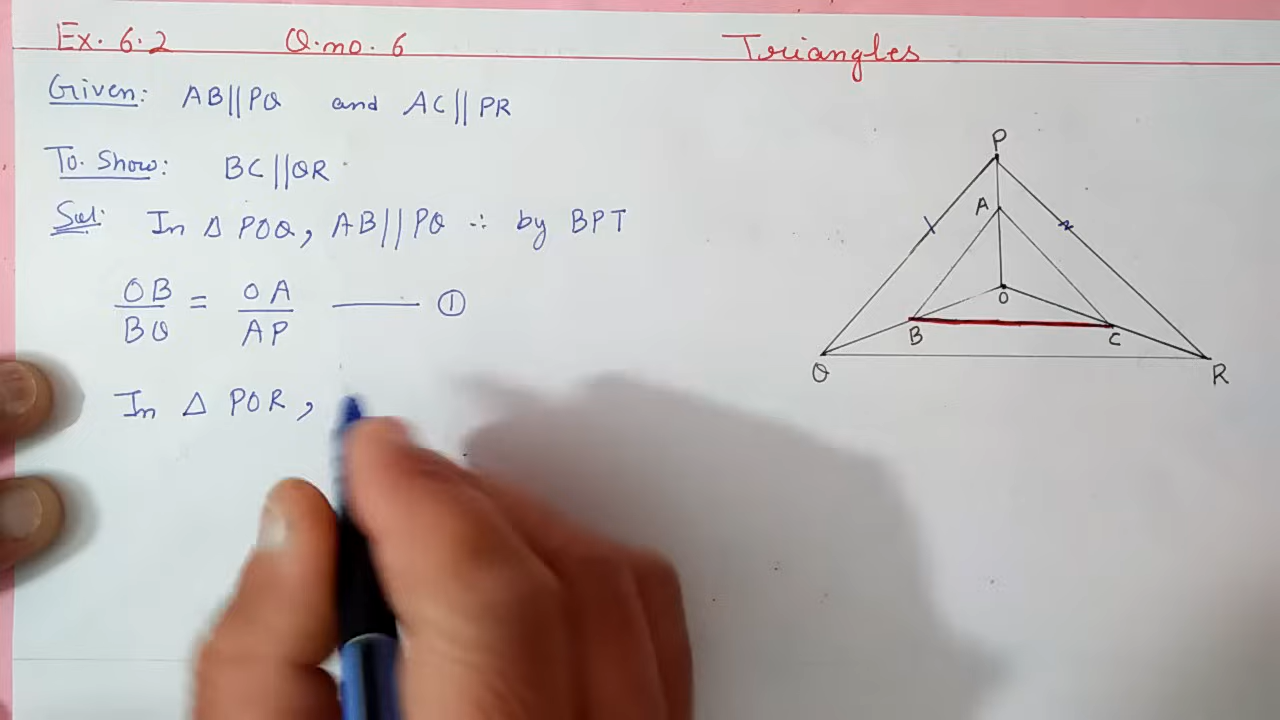 Ex. 6.2 Q.no. 6 Triangles
Given: AB||PQ and AC||PR
To Show: BC||QR
Sol: In Δ POQ, AB||PQ ∴ by BPT
OB/BQ = OA/AP —— ①
In Δ POR,
P
A
O
B
C
Q
R